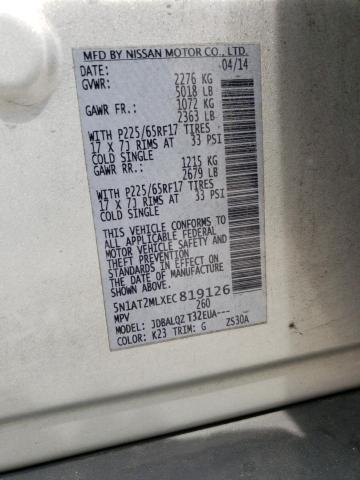 MFD BY NISSAN MOTOR CO., LTD.
DATE: 04/14
GVWR: 2276 KG
5018 LB
GAWR FR.: 1072 KG
2363 LB
WITH P225/65RF17 TIRES
17 X 7J RIMS AT 33 PSI
COLD SINGLE
GAWR RR.: 1215 KG
2679 LB
WITH P225/65RF17 TIRES
17 X 7J RIMS AT 33 PSI
COLD SINGLE
THIS VEHICLE CONFORMS TO
ALL APPLICABLE FEDERAL
MOTOR VEHICLE SAFETY, BUMPER, AND
THEFT PREVENTION
STANDARDS IN EFFECT ON THE
DATE OF MANUFACTURE
SHOWN ABOVE.
5N1AT2MLXEC819126
MPV 260
MODEL: JDBALQZ T32EUA---
COLOR: K23 TRIM: G ZS30A